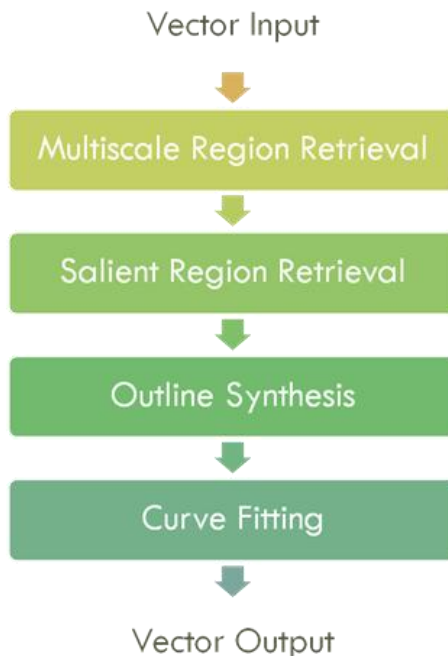 Vector Input
Multiscale Region Retrieval
Salient Region Retrieval
Outline Synthesis
Curve Fitting
Vector Output